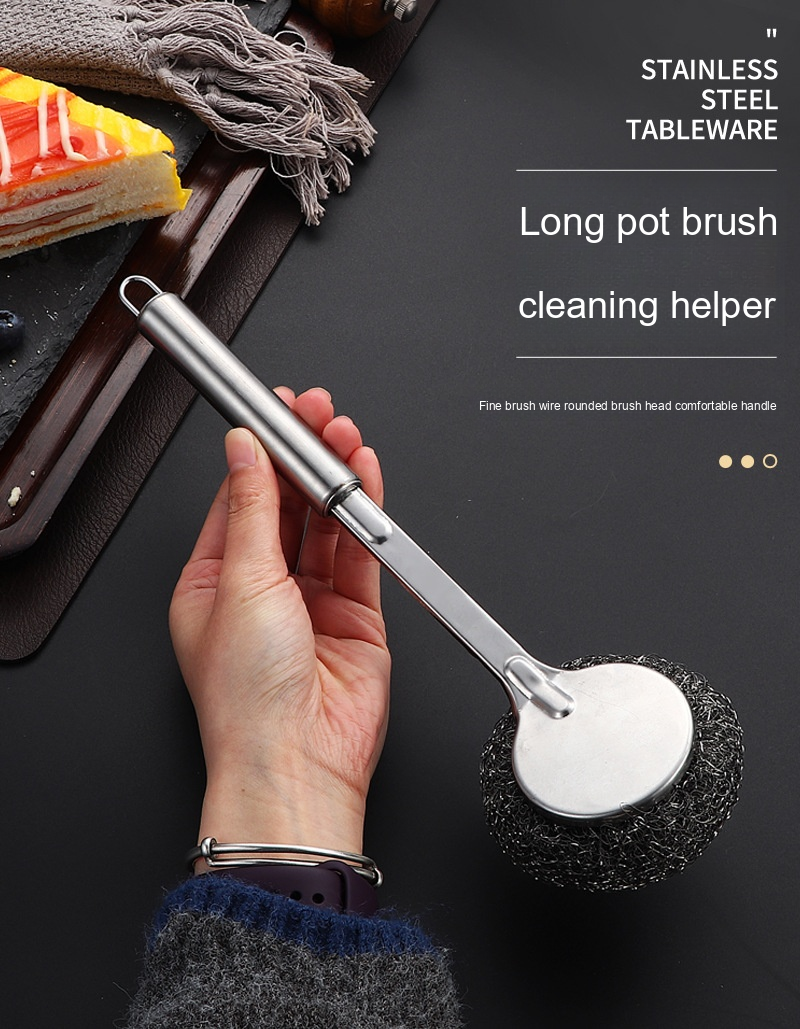 "
STAINLESS
STEEL
TABLEWARE
Long pot brush
cleaning helper
Fine brush wire rounded brush head comfortable handle